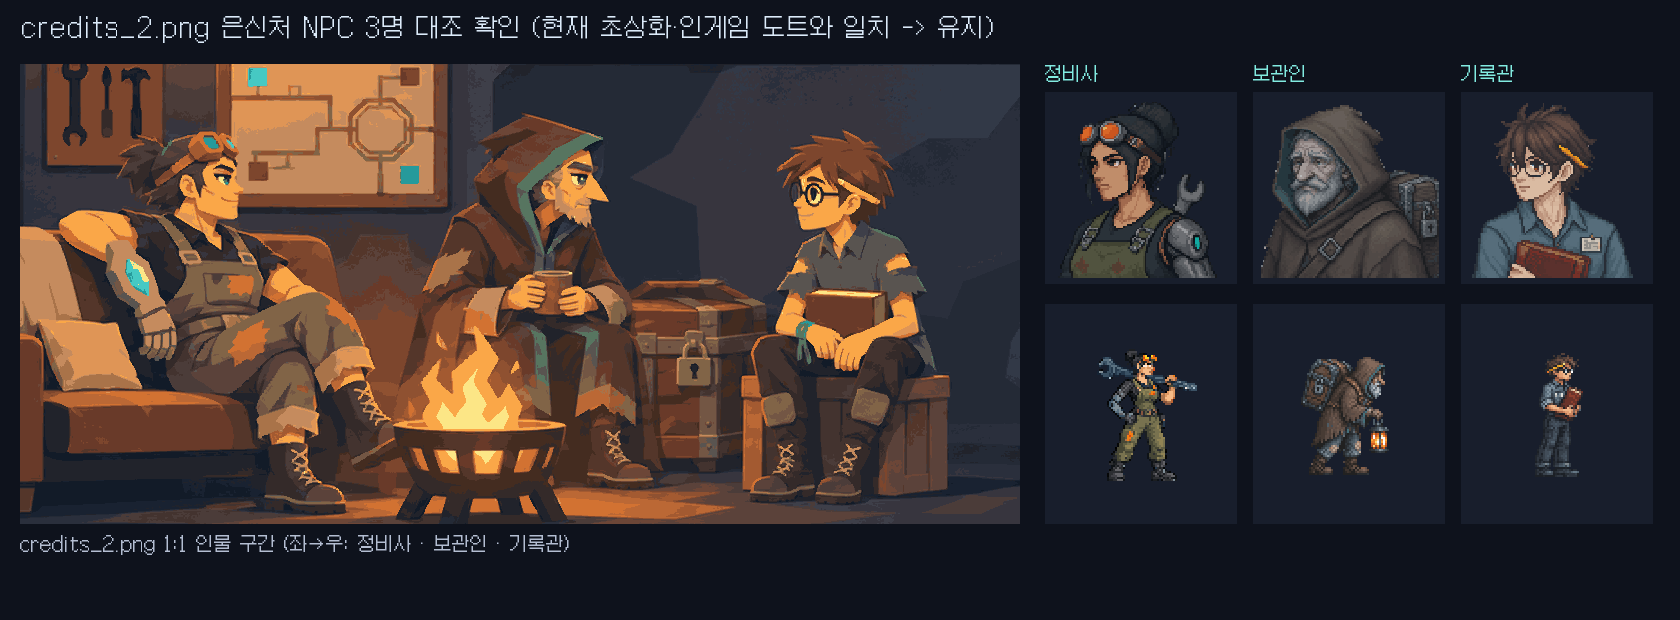 credits_2.png 은신처 NPC 3명 대조 확인 (현재 초상화·인게임 도트와 일치 -> 유지)
정비사 보관인 기록관
credits_2.png 1:1 인물 구간 (좌→우: 정비사 · 보관인 · 기록관)